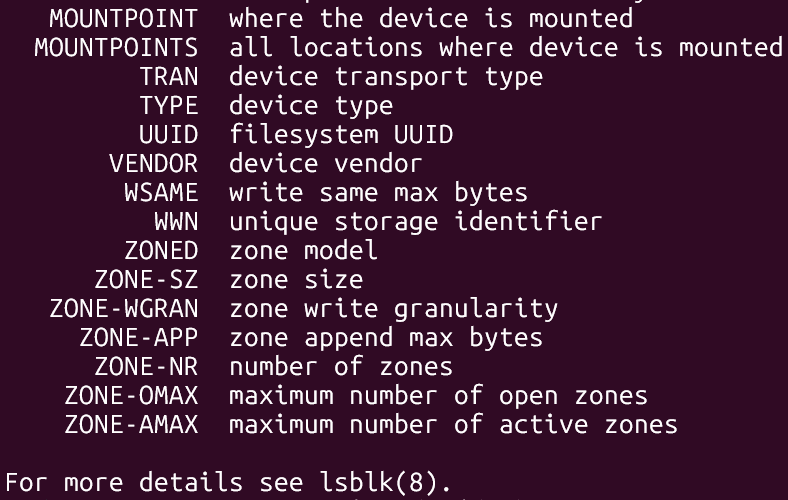 MOUNTPOINT  where the device is mounted
MOUNTPOINTS  all locations where device is mounted
TRAN  device transport type
TYPE  device type
UUID  filesystem UUID
VENDOR  device vendor
WSAME  write same max bytes
WWN  unique storage identifier
ZONED  zone model
ZONE-SZ  zone size
ZONE-WGRAN  zone write granularity
ZONE-APP  zone append max bytes
ZONE-NR  number of zones
ZONE-OMAX  maximum number of open zones
ZONE-AMAX  maximum number of active zones
For more details see lsblk(8).